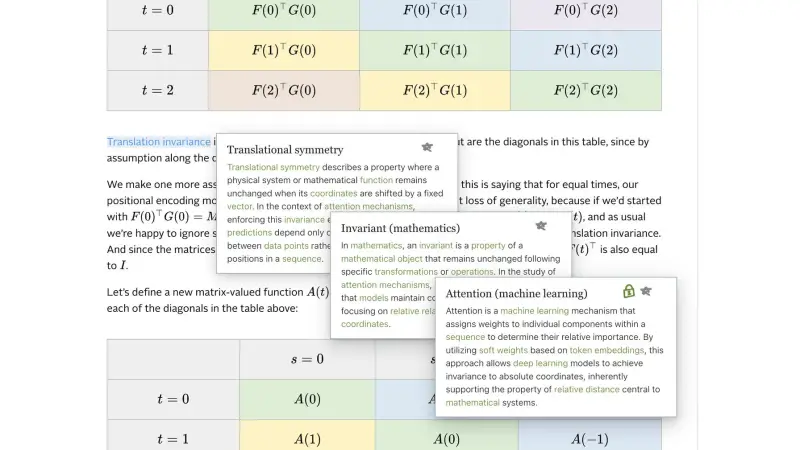 t = 0 F(0)⊤G(0) F(0)⊤G(1) F(0)⊤G(2)
t = 1 F(1)⊤G(0) F(1)⊤G(1) F(1)⊤G(2)
t = 2 F(2)⊤G(0) F(2)⊤G(1) F(2)⊤G(2)
Translation invariance i
ut are the diagonals in this table, since by
assumption along the d
We make one more ass
this is saying that for equal times, our
positional encoding mo
t loss of generality, because if we'd started
with F(0)⊤G(0) = M
t), and as usual
we're happy to ignore s
nslation invariance.
And since the matrices
F(t)⊤ is also equal
to I.
Let's define a new matrix-valued function A(t)
each of the diagonals in the table above:
Translational symmetry
Translational symmetry describes a property where a
physical system or mathematical function remains
unchanged when its coordinates are shifted by a fixed
vector. In the context of attention mechanisms,
enforcing this invariance e
predictions depend only o
between data points rathe
positions in a sequence.
Invariant (mathematics)
In mathematics, an invariant is a property of a
mathematical object that remains unchanged following
specific transformations or operations. In the study of
attention mechanisms,
that models maintain co
focusing on relative rela
coordinates.
Attention (machine learning)
Attention is a machine learning mechanism that
assigns weights to individual components within a
sequence to determine their relative importance. By
utilizing soft weights based on token embeddings, this
approach allows deep learning models to achieve
invariance to absolute coordinates, inherently
supporting the property of relative distance central to
mathematical systems.
s = 0 s
t = 0 A(0) A
t = 1 A(1) A(0) A(−1)